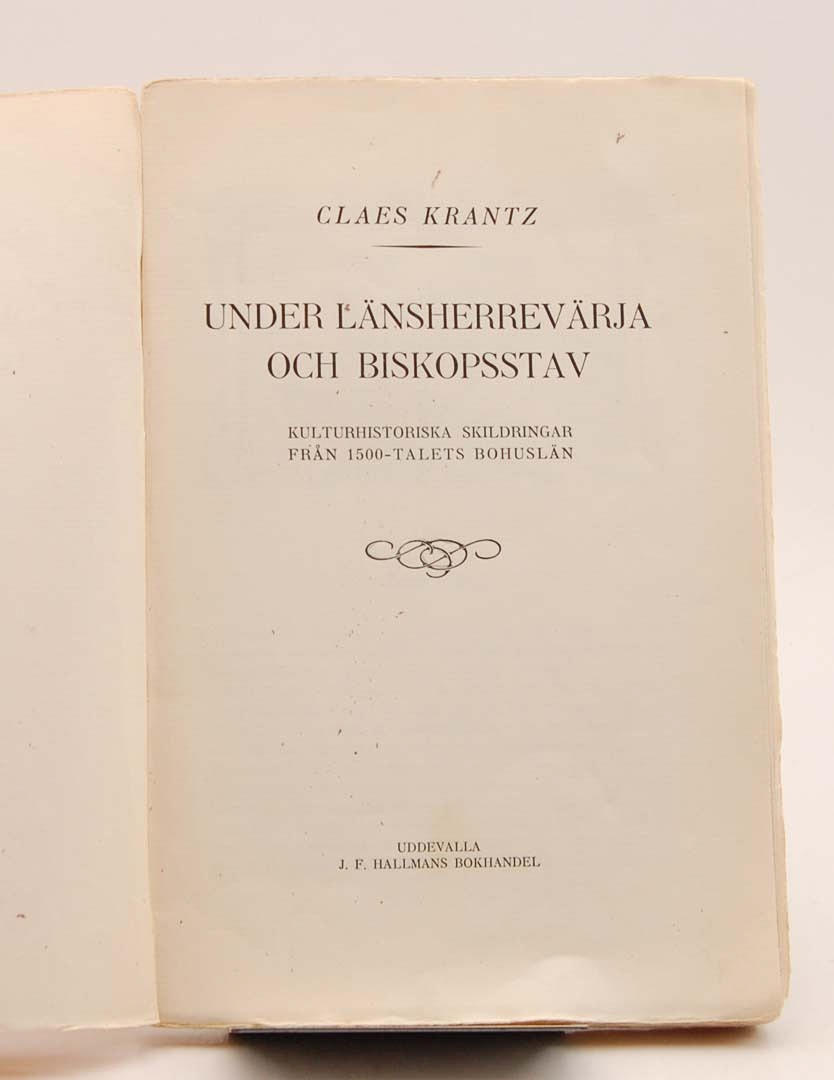 CLAES KRANTZ
UNDER LÄNSHERREVÄRJA
OCH BISKOPSSTAV
KULTURHISTORISKA SKILDRINGAR
FRÅN 1500-TALETS BOHUSLÄN
UDDEVALLA
J. F. HALLMANS BOKHANDEL